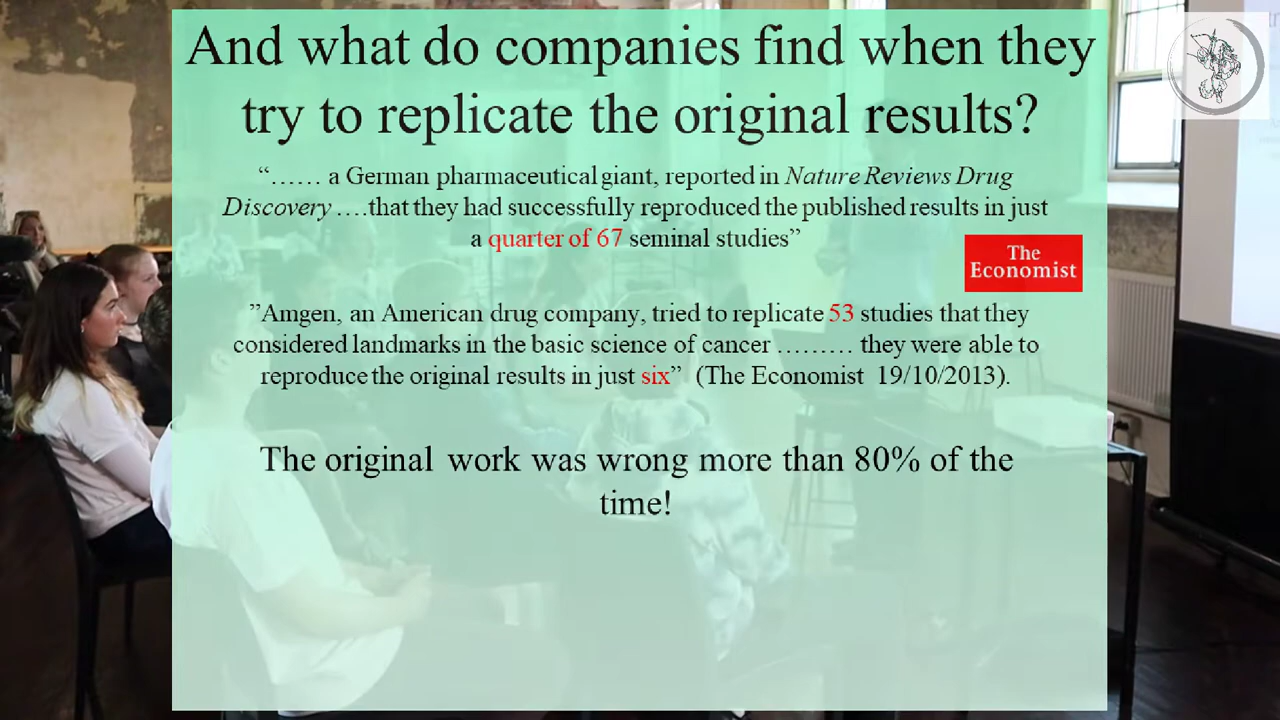 And what do companies find when they
try to replicate the original results?
“…… a German pharmaceutical giant, reported in Nature Reviews Drug
Discovery ….that they had successfully reproduced the published results in just
a quarter of 67 seminal studies”
The
Economist
”Amgen, an American drug company, tried to replicate 53 studies that they
considered landmarks in the basic science of cancer ……… they were able to
reproduce the original results in just six” (The Economist 19/10/2013).
The original work was wrong more than 80% of the
time!